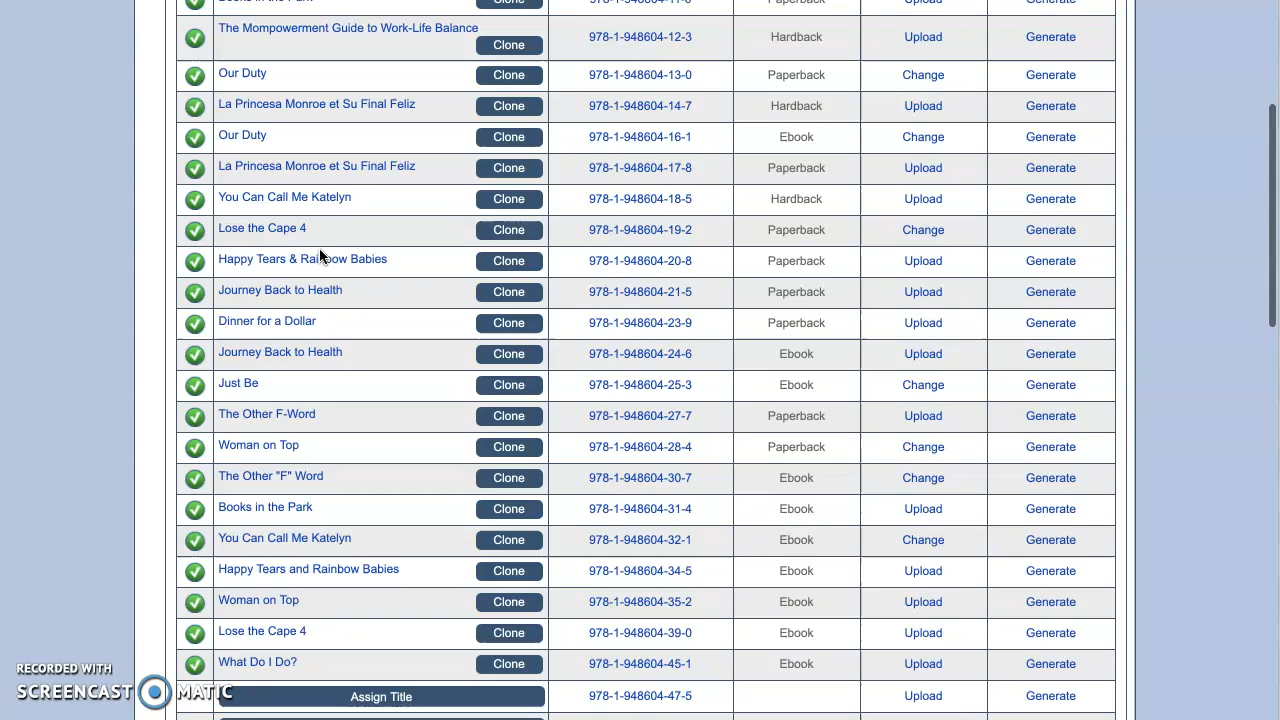 Books in the Park Clone 978-1-948604-11-6 Paperback Upload Generate
The Mompowerment Guide to Work-Life Balance
Clone 978-1-948604-12-3 Hardback Upload Generate
Our Duty Clone 978-1-948604-13-0 Paperback Change Generate
La Princesa Monroe et Su Final Feliz Clone 978-1-948604-14-7 Hardback Upload Generate
Our Duty Clone 978-1-948604-16-1 Ebook Change Generate
La Princesa Monroe et Su Final Feliz Clone 978-1-948604-17-8 Paperback Upload Generate
You Can Call Me Katelyn Clone 978-1-948604-18-5 Hardback Upload Generate
Lose the Cape 4 Clone 978-1-948604-19-2 Paperback Change Generate
Happy Tears & Rainbow Babies Clone 978-1-948604-20-8 Paperback Upload Generate
Journey Back to Health Clone 978-1-948604-21-5 Paperback Upload Generate
Dinner for a Dollar Clone 978-1-948604-23-9 Paperback Upload Generate
Journey Back to Health Clone 978-1-948604-24-6 Ebook Upload Generate
Just Be Clone 978-1-948604-25-3 Ebook Change Generate
The Other F-Word Clone 978-1-948604-27-7 Paperback Upload Generate
Woman on Top Clone 978-1-948604-28-4 Paperback Change Generate
The Other "F" Word Clone 978-1-948604-30-7 Ebook Change Generate
Books in the Park Clone 978-1-948604-31-4 Ebook Upload Generate
You Can Call Me Katelyn Clone 978-1-948604-32-1 Ebook Change Generate
Happy Tears and Rainbow Babies Clone 978-1-948604-34-5 Ebook Upload Generate
Woman on Top Clone 978-1-948604-35-2 Ebook Upload Generate
Lose the Cape 4 Clone 978-1-948604-39-0 Ebook Upload Generate
What Do I Do? Clone 978-1-948604-45-1 Ebook Upload Generate
Assign Title 978-1-948604-47-5 Upload Generate
RECORDED WITH
SCREENCAST MATIC